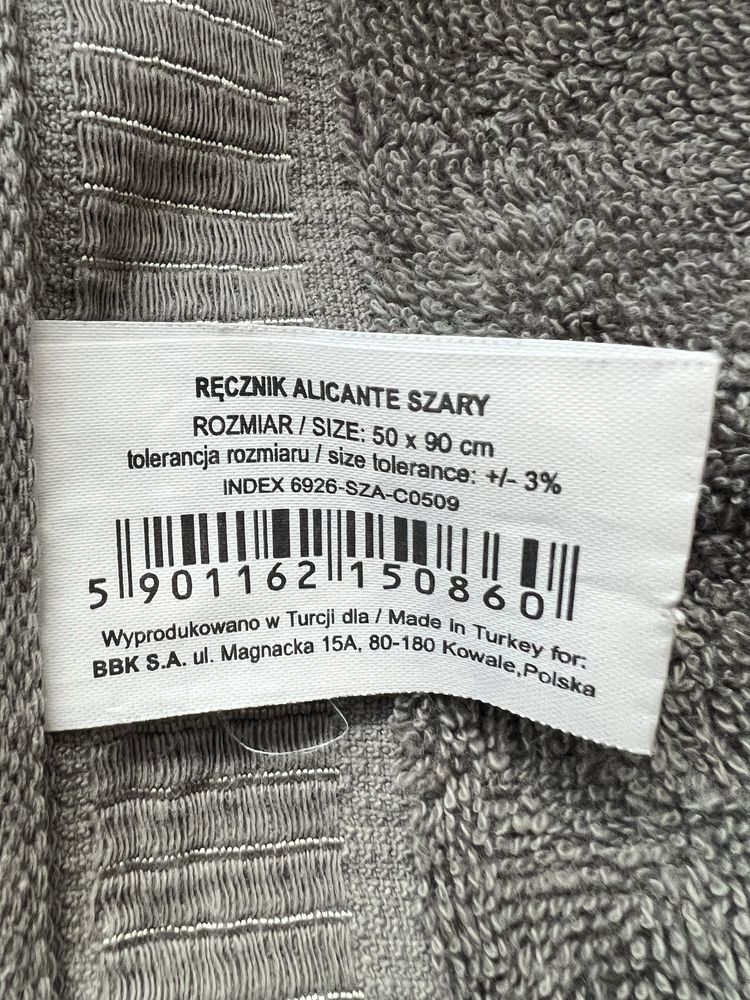 RĘCZNIK ALICANTE SZARY
ROZMIAR / SIZE: 50 x 90 cm
tolerancja rozmiaru / size tolerance: +/- 3%
INDEX 6926-SZA-C0509
5 901162 150860
Wyprodukowano w Turcji dla / Made In Turkey for:
BBK S.A. ul. Magnacka 15A, 80-180 Kowale,Polska